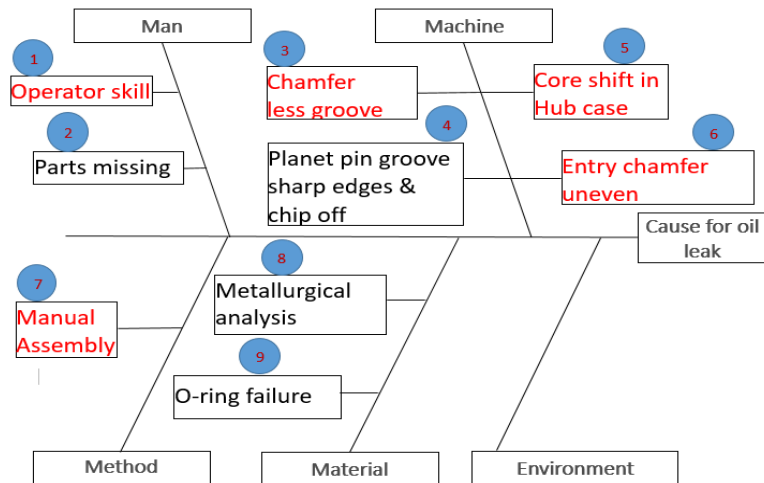 Man
Machine
1
Operator skill
2
Parts missing
3
Chamfer
less groove
4
Planet pin groove
sharp edges &
chip off
5
Core shift in
Hub case
6
Entry chamfer
uneven
Cause for oil
leak
7
Manual
Assembly
8
Metallurgical
analysis
9
O-ring failure
Method
Material
Environment